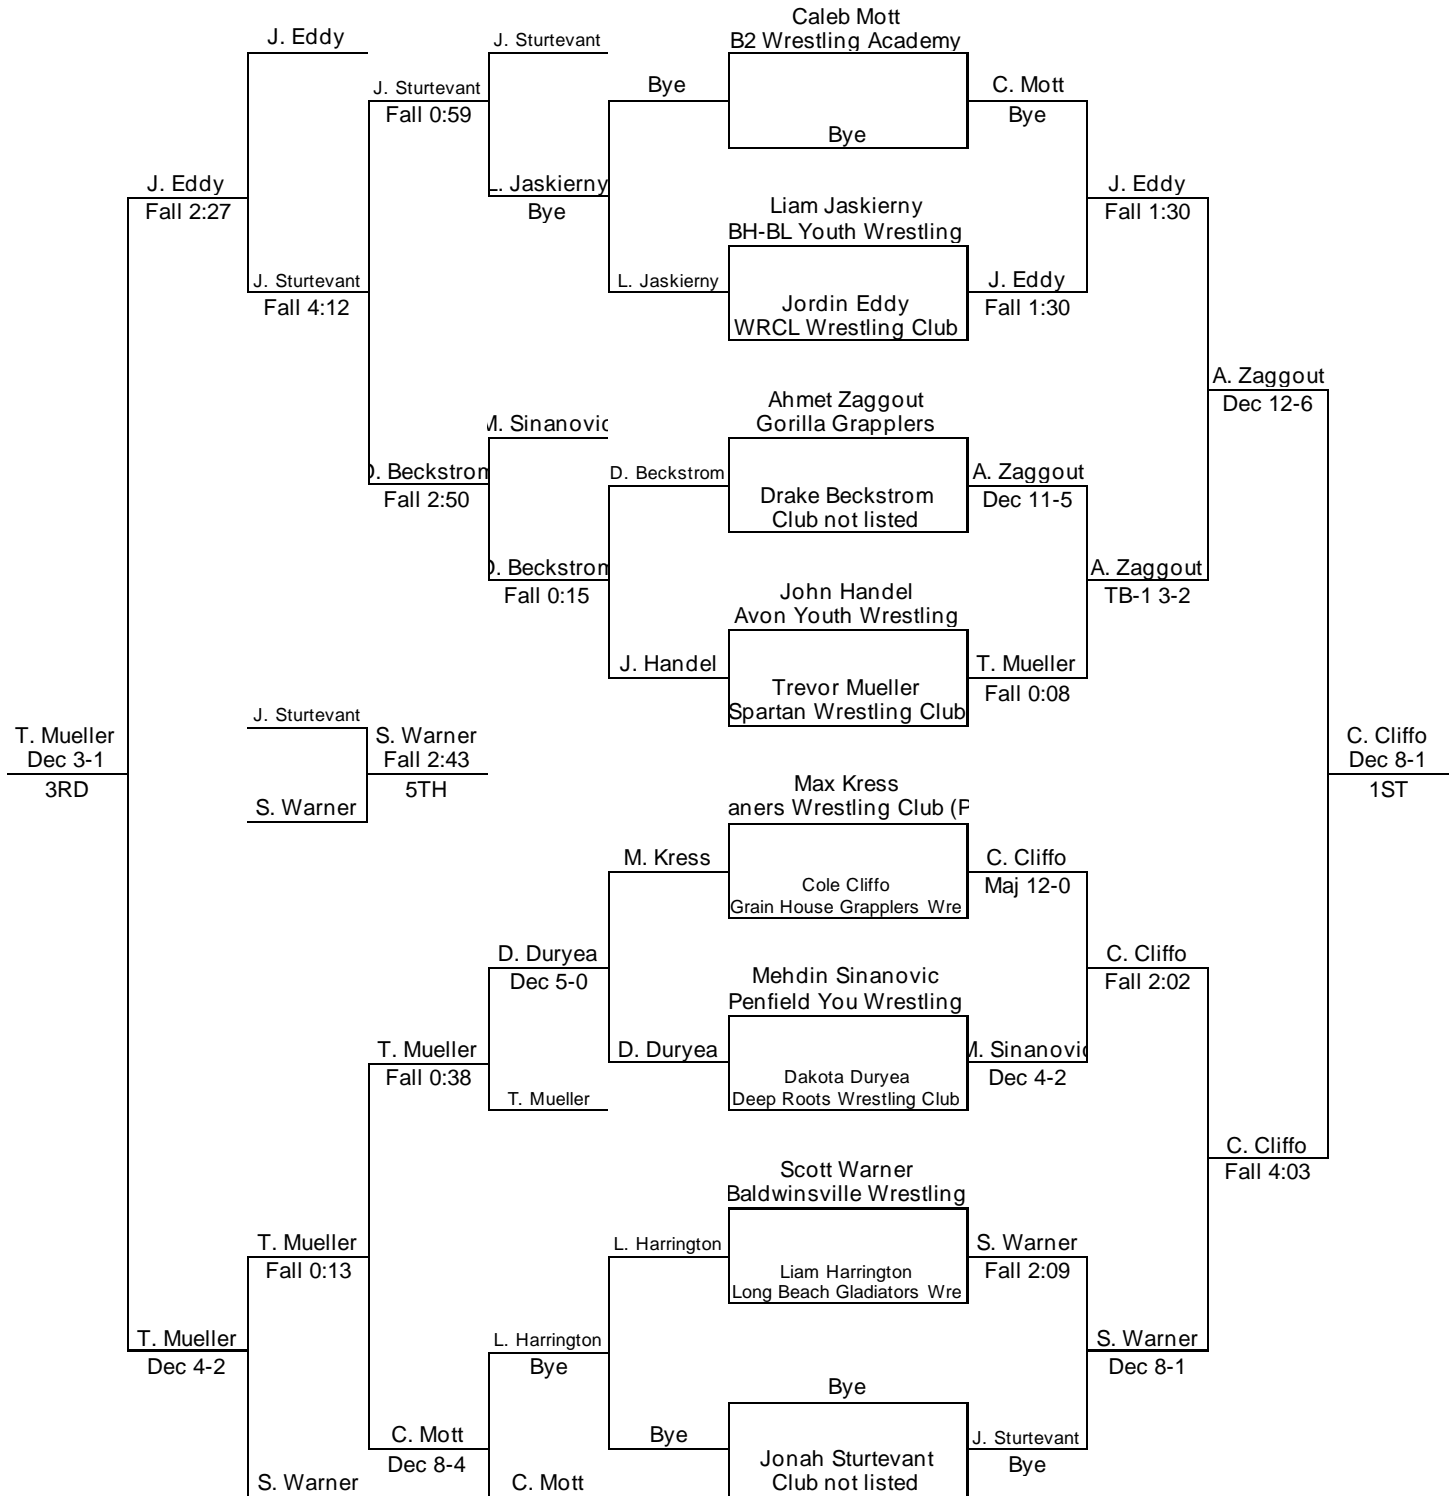 Caleb Mott
J. Eddy
J. Sturtevant
B2 Wrestling Academy
J. Sturtevant
Bye
C. Mott
Fall 0:59
Bye
Bye
J. Eddy
L. Jaskierny
J. Eddy
Fall 2:27
Bye
Liam Jaskierny
Fall 1:30
BH-BL Youth Wrestling
J. Sturtevant
L. Jaskierny
J. Eddy
Fall 4:12
Jordin Eddy
Fall 1:30
WRCL Wrestling Club
A. Zaggout
Ahmet Zaggout
Dec 12-6
M. Sinanovic
Gorilla Grapplers
D. Beckstrom
D. Beckstrom
A. Zaggout
Fall 2:50
Drake Beckstrom
Dec 11-5
Club not listed
D. Beckstrom
A. Zaggout
Fall 0:15
John Handel
TB-1 3-2
Avon Youth Wrestling
J. Handel
T. Mueller
Trevor Mueller
Fall 0:08
J. Sturtevant
Spartan Wrestling Club
T. Mueller
S. Warner
C. Cliffo
Dec 3-1
Fall 2:43
Dec 8-1
3RD
5TH
Max Kress
1ST
S. Warner
aners Wrestling Club (P
M. Kress
C. Cliffo
Cole Cliffo
Maj 12-0
Grain House Grapplers Wre
D. Duryea
C. Cliffo
Dec 5-0
Mehdin Sinanovic
Fall 2:02
Penfield You Wrestling
T. Mueller
D. Duryea
M. Sinanovic
Fall 0:38
Dakota Duryea
Dec 4-2
T. Mueller
Deep Roots Wrestling Club
C. Cliffo
Scott Warner
Fall 4:03
Baldwinsville Wrestling
T. Mueller
L. Harrington
S. Warner
Fall 0:13
Liam Harrington
Fall 2:09
Long Beach Gladiators Wre
T. Mueller
L. Harrington
S. Warner
Dec 4-2
Bye
Dec 8-1
Bye
C. Mott
Bye
J. Sturtevant
Dec 8-4
Jonah Sturtevant
Bye
S. Warner
C. Mott
Club not listed